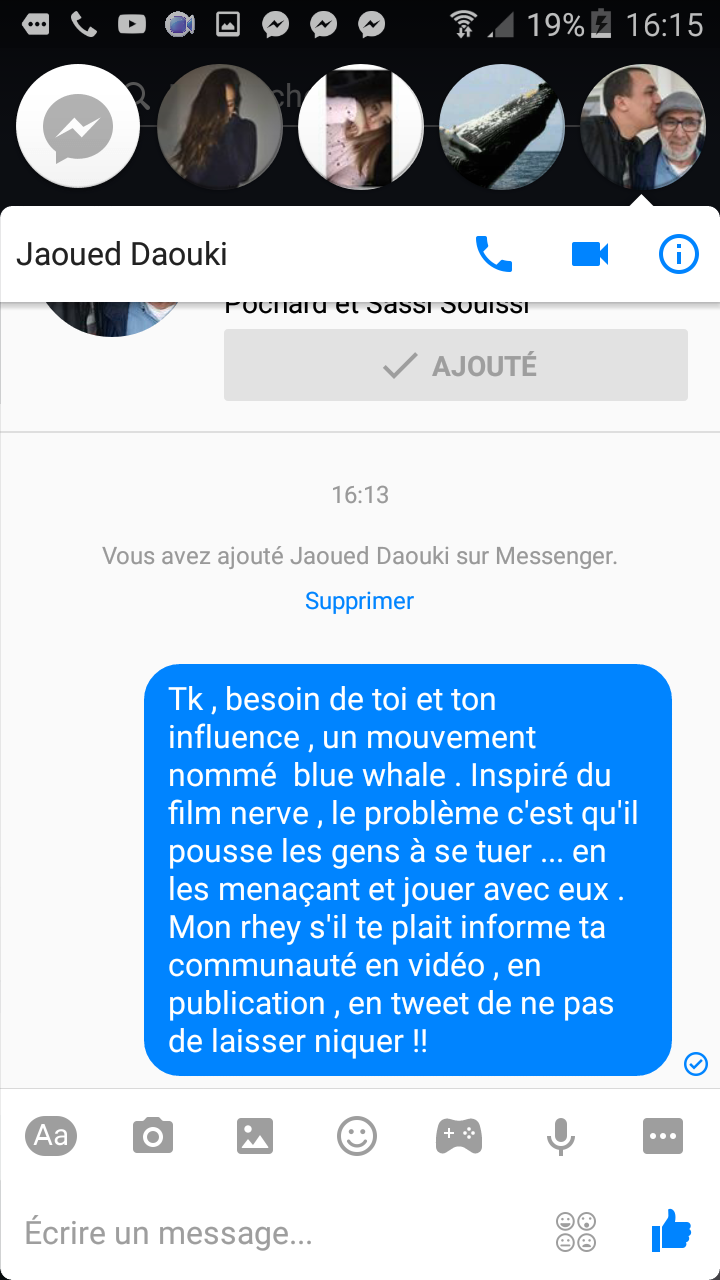 19% 16:15
Jaoued Daouki
Pochard et Sassi Souissi
AJOUTÉ
16:13
Vous avez ajouté Jaoued Daouki sur Messenger.
Supprimer
Tk , besoin de toi et ton
influence , un mouvement
nommé  blue whale . Inspiré du
film nerve , le problème c'est qu'il
pousse les gens à se tuer ... en
les menaçant et jouer avec eux .
Mon rhey s'il te plait informe ta
communauté en vidéo , en
publication , en tweet de ne pas
de laisser niquer !!
Aa
Écrire un message...